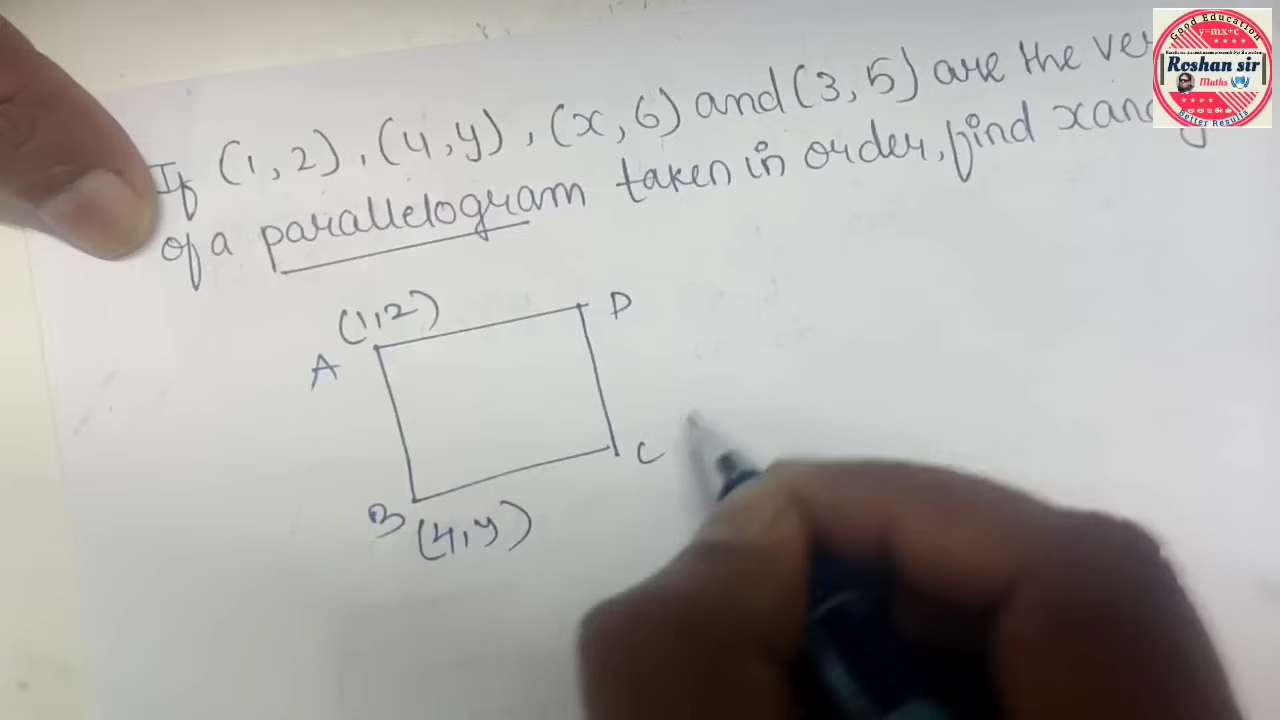 If (1,2), (4,y), (x,6) and (3,5) are the
of a parallelogram taken in order, find x and
(1,2)
D
A
C
B
(4,y)
Good Education
y=mx+c
Roshan sir
Maths
Better Results